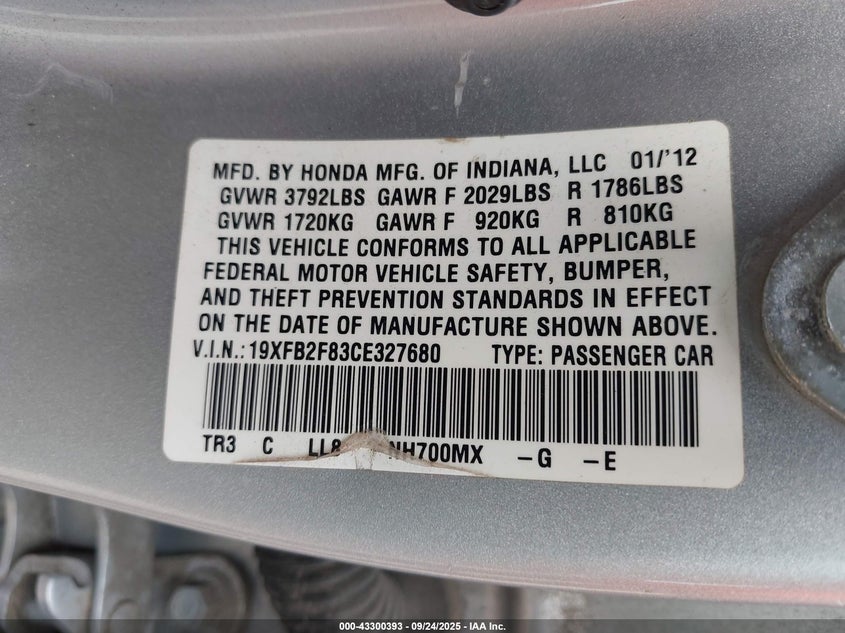 MFD. BY HONDA MFG. OF INDIANA, LLC 01/'12
GVWR 3792LBS GAWR F 2029LBS R 1786LBS
GVWR 1720KG GAWR F 920KG R 810KG
THIS VEHICLE CONFORMS TO ALL APPLICABLE
FEDERAL MOTOR VEHICLE SAFETY, BUMPER,
AND THEFT PREVENTION STANDARDS IN EFFECT
ON THE DATE OF MANUFACTURE SHOWN ABOVE.
V.I.N.:19XFB2F83CE327680 TYPE: PASSENGER CAR
TR3 C NH700MX -G -E
000-43300393 - 09/24/2025 - IAA Inc.